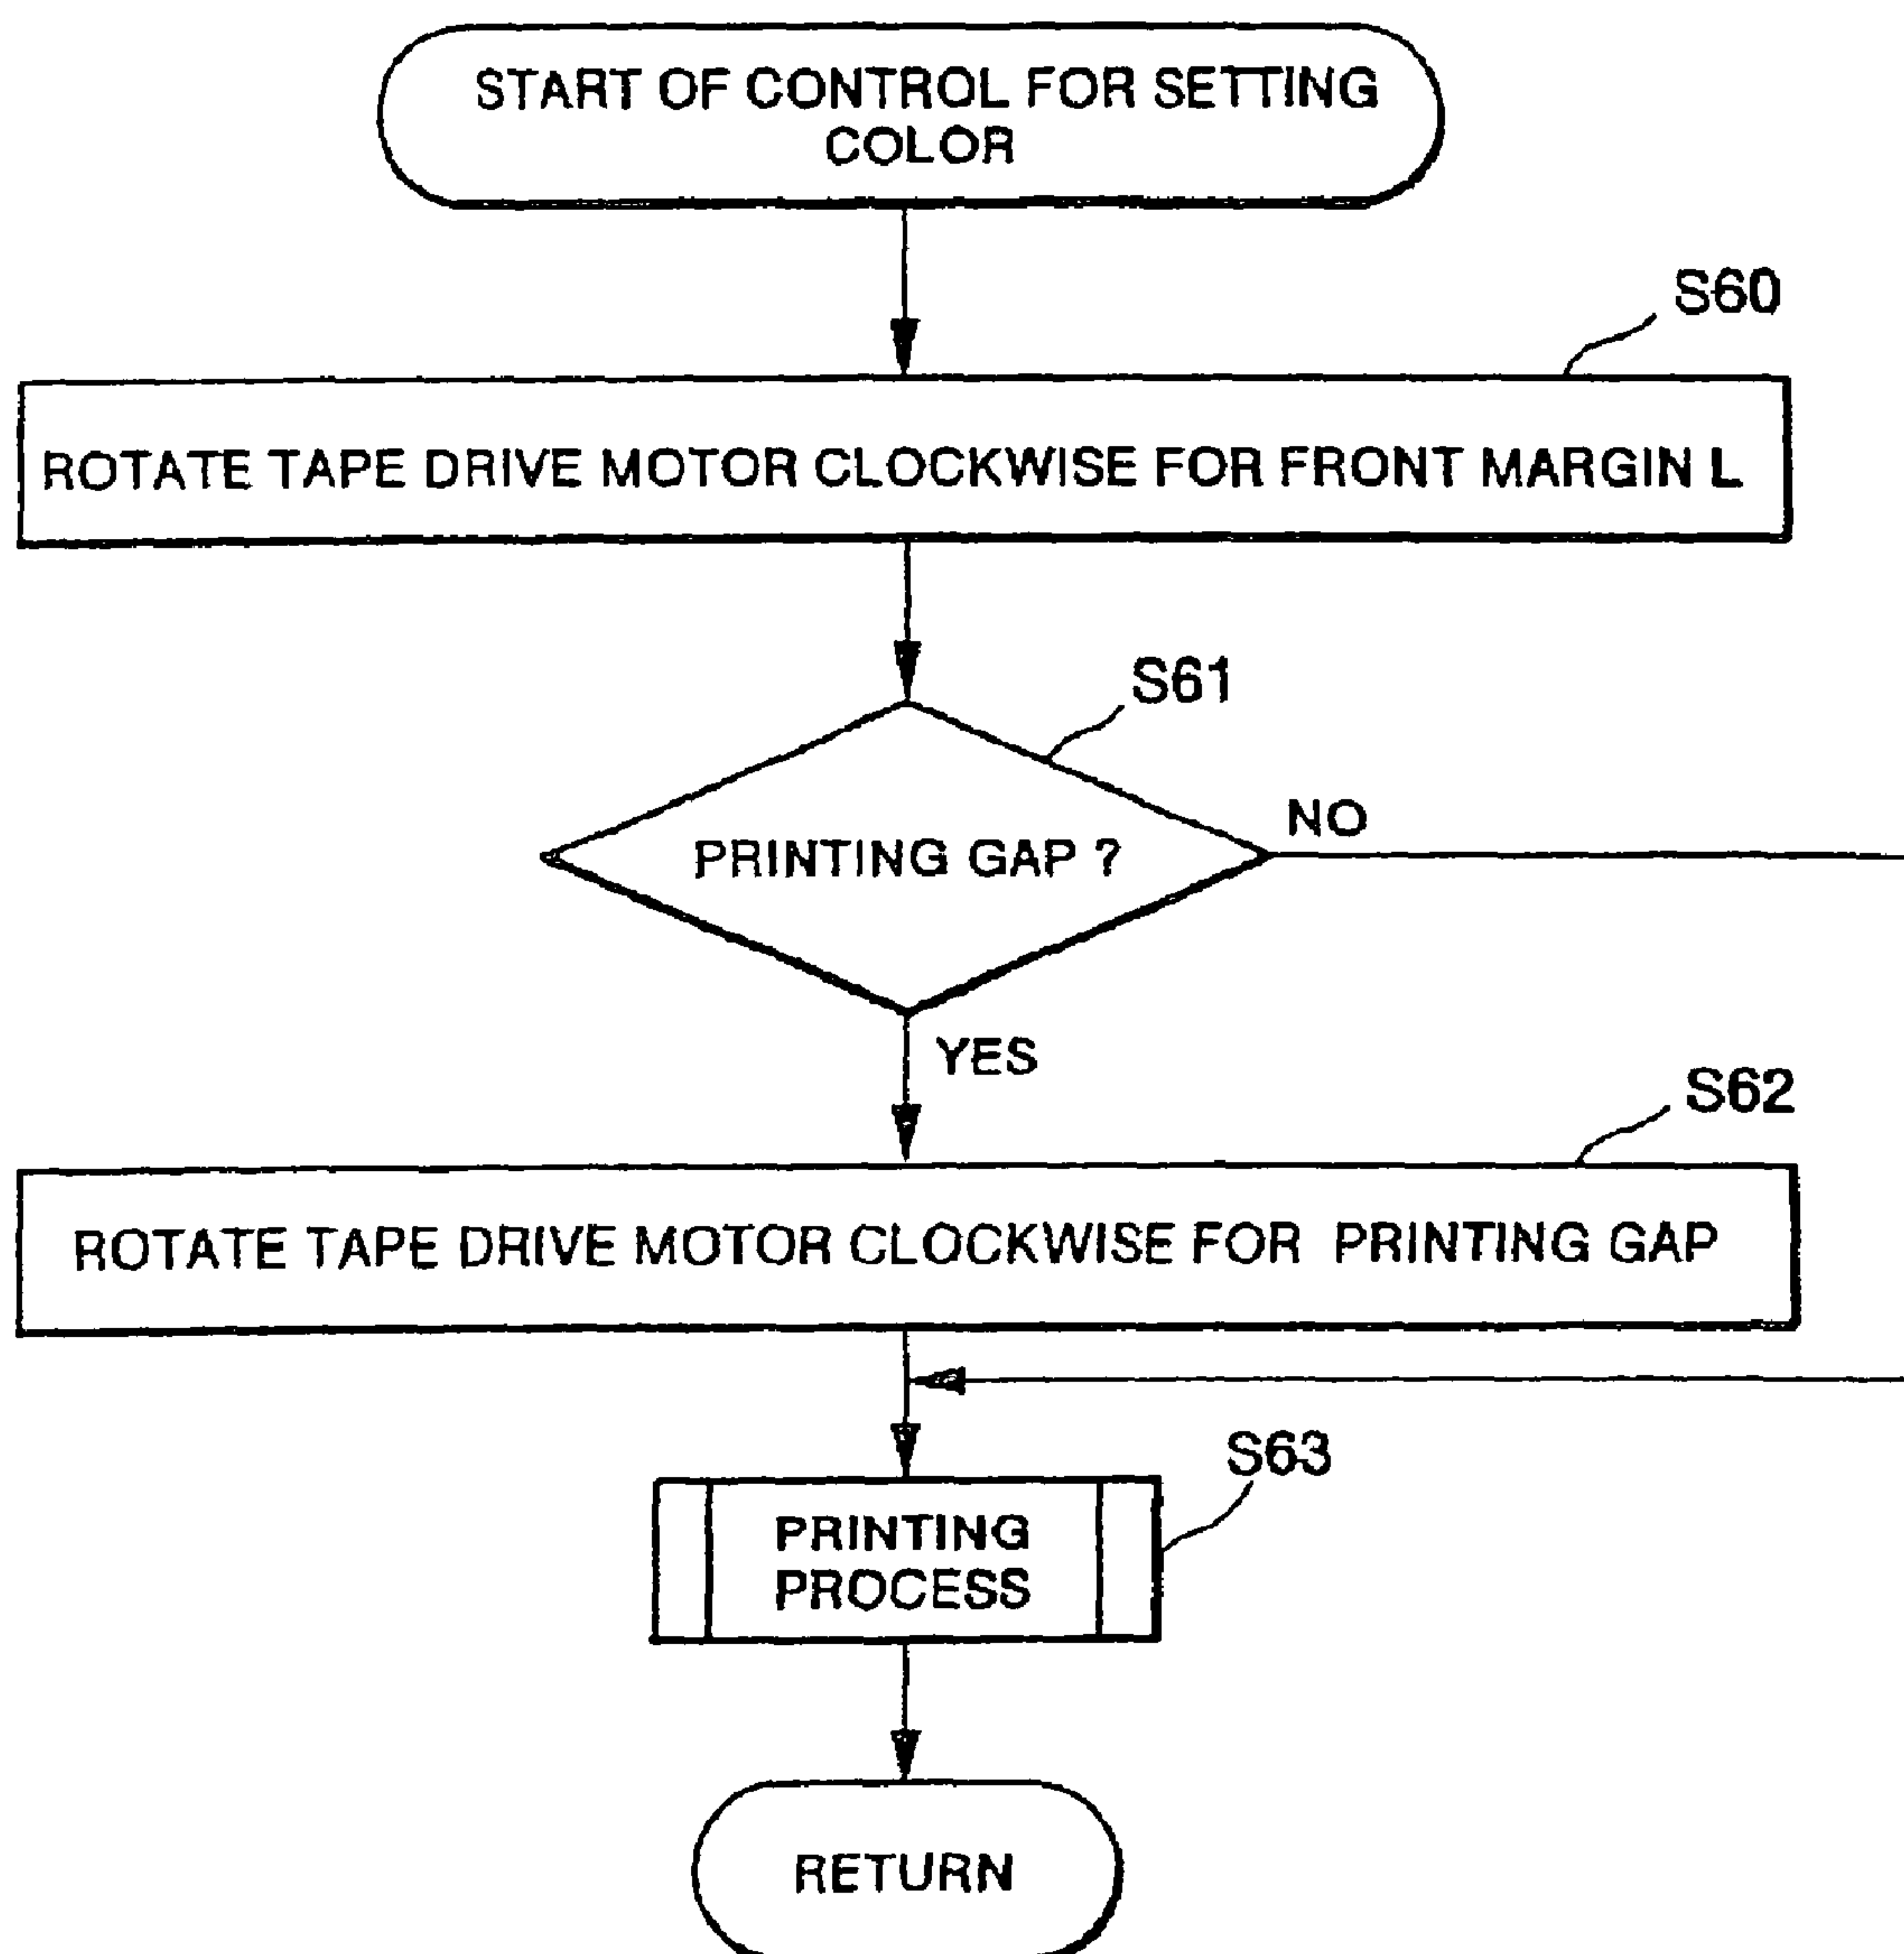 START OF CONTROL FOR SETTING
COLOR
S60
ROTATE TAPE DRIVE MOTOR CLOCKWISE FOR FRONT MARGIN L
S61
PRINTING GAP ?
NO
YES
S62
ROTATE TAPE DRIVE MOTOR CLOCKWISE FOR PRINTING GAP
S63
PRINTING
PROCESS
RETURN